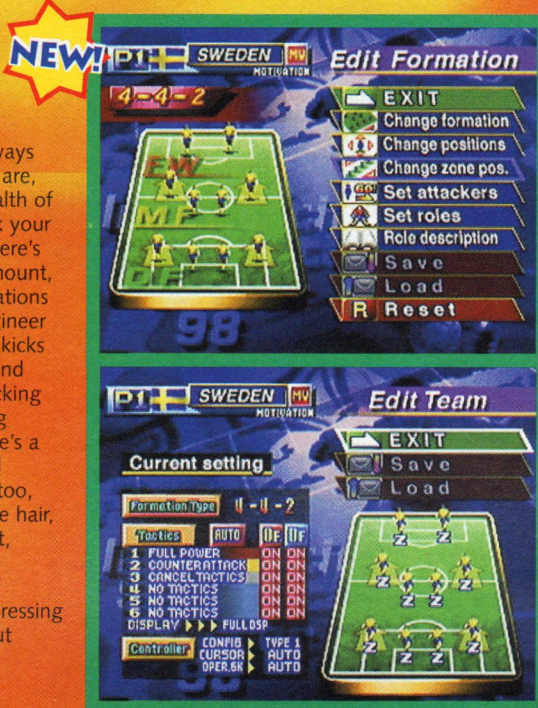 NEW!
ways
are,
alth of
k your
ere's
mount,
ations
gineer
kicks
nd
cking
g
e's a
too,
e hair,
t,
ressing
ut
P1 SWEDEN MV
MOTIVATION
Edit Formation
4-4-2
FW
MF
DF
EXIT
Change formation
Change positions
Change zone pos.
Set attackers
Set roles
Role description
Save
Load
R Reset
98
P1 SWEDEN MV
MOTIVATION
Edit Team
EXIT
Save
Load
Current setting
Formation Type 4-4-2
Tactics AUTO OF DF
1 FULL POWER ON ON
2 COUNTER ATTACK ON ON
3 CANCEL TACTICS ON ON
4 NO TACTICS ON ON
5 NO TACTICS ON ON
6 NO TACTICS ON ON
DISPLAY FULL DSP
Controller CONFIG TYPE 1
CURSOR AUTO
OPER.GK AUTO
Z
Z
Z
Z
Z
Z
Z
Z
Z
Z
98